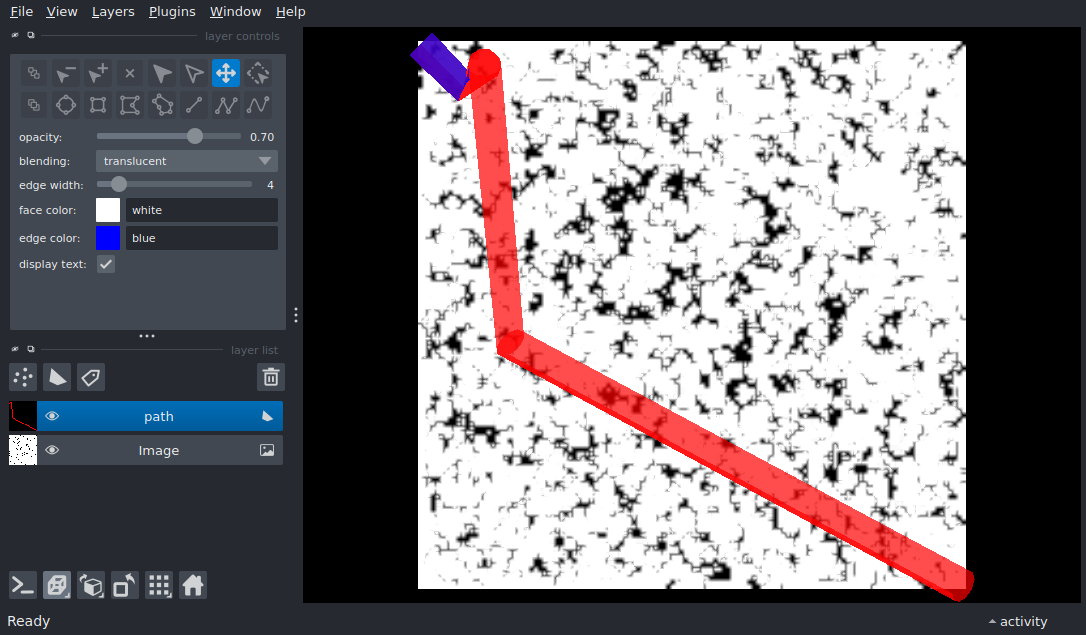 File View Layers Plugins Window Help
layer controls
opacity: 0.70
blending: translucent
edge width: 4
face color: white
edge color: blue
display text:
layer list
path
Image
Ready
activity